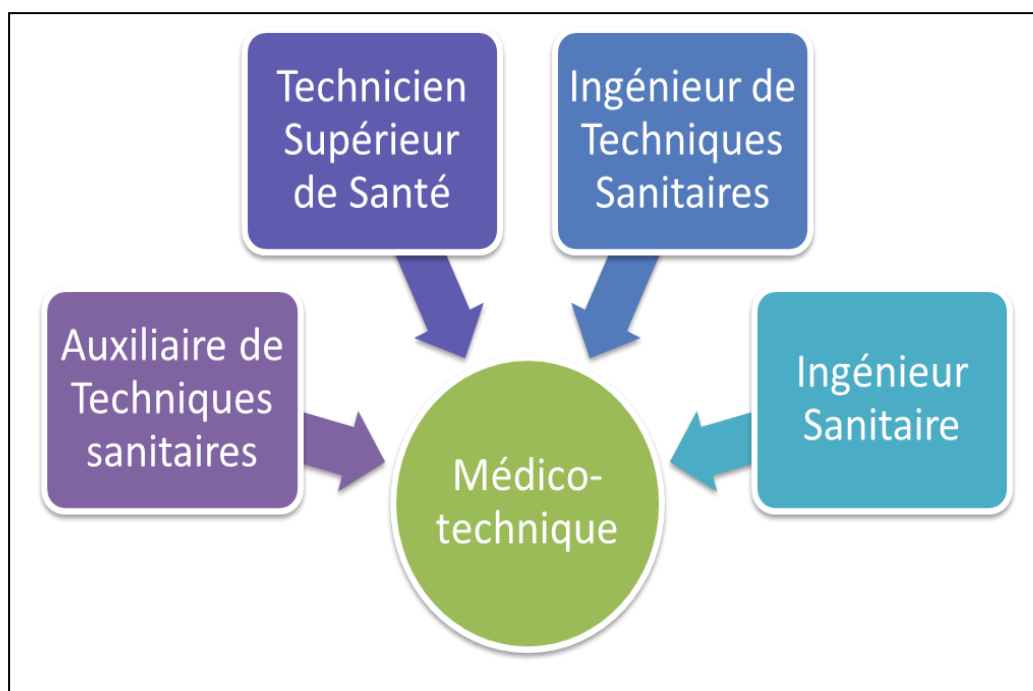 Technicien
Supérieur
de Santé
Ingénieur de
Techniques
Sanitaires
Auxiliaire de
Techniques
sanitaires
Ingénieur
Sanitaire
Médico-
technique